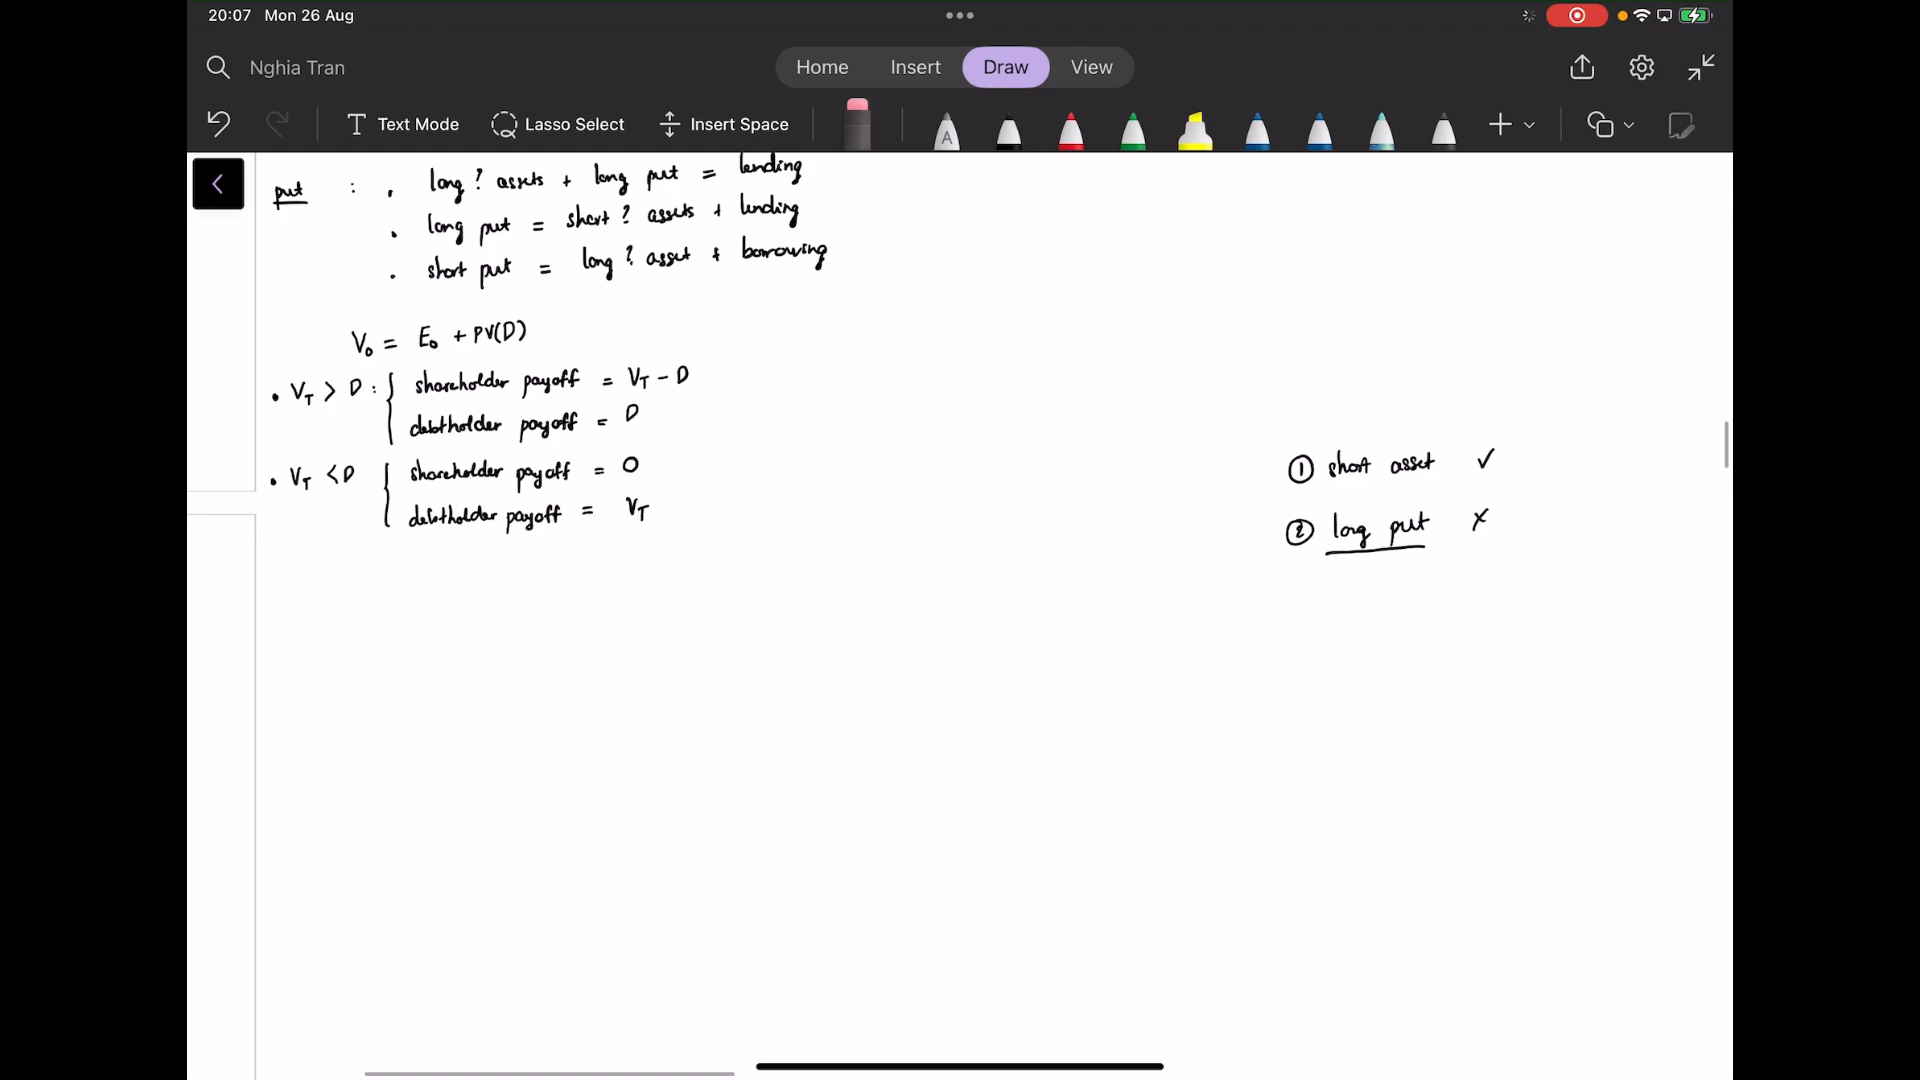 20:07 Mon 26 Aug
Nghia Tran
Home Insert Draw View
Text Mode Lasso Select Insert Space
A
put : . long ? assets + long put = lending
. long put = short ? assets + lending
. short put = long ? asset + borrowing
V₀ = E₀ + PV(D)
• V_T > D : { shareholder payoff = V_T - D
debtholder payoff = D
• V_T < D { shareholder payoff = 0
debtholder payoff = V_T
① short asset ✓
② long put ✗